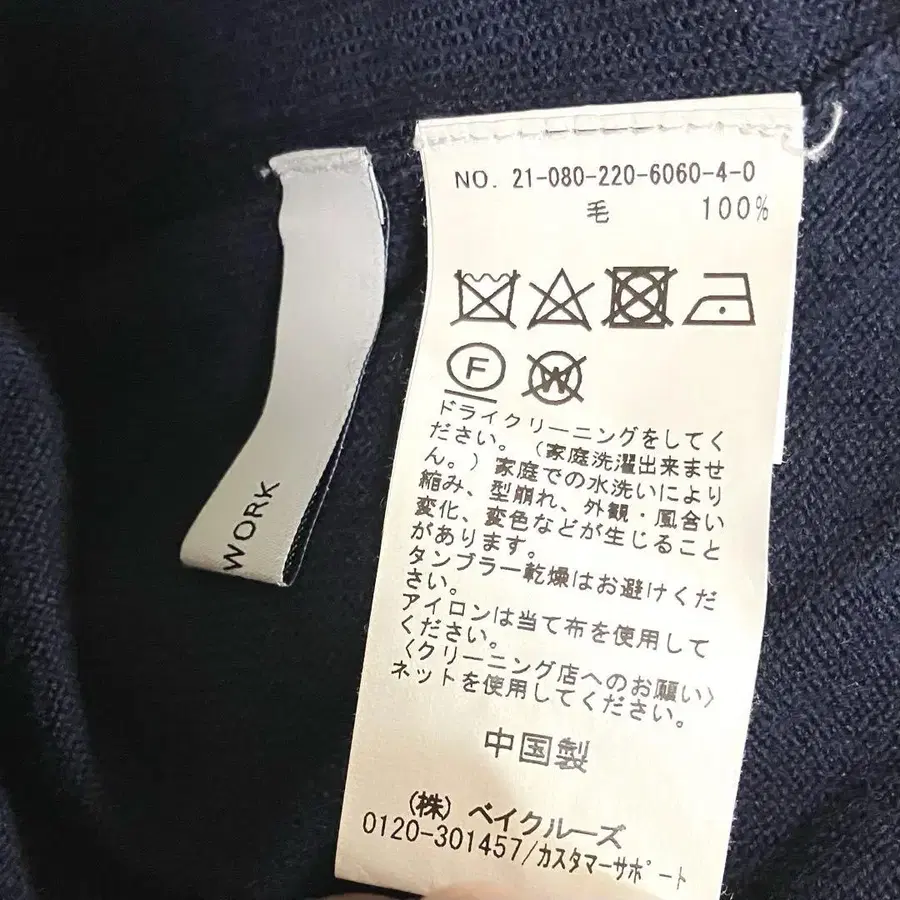 WORK
NO. 21-080-220-6060-4-0
毛 100%
F
W
ドライクリーニングをしてく
ださい。（家庭洗濯出来ませ
ん。）家庭での水洗いにより
縮み、型崩れ、外観・風合い
変化、変色などが生じること
があります。
タンブラー乾燥はお避けくだ
さい。
アイロンは当て布を使用して
ください。
〈クリーニング店へのお願い〉
ネットを使用してください。
中国製
(株) ベイクルーズ
0120-301457/カスタマーサポート